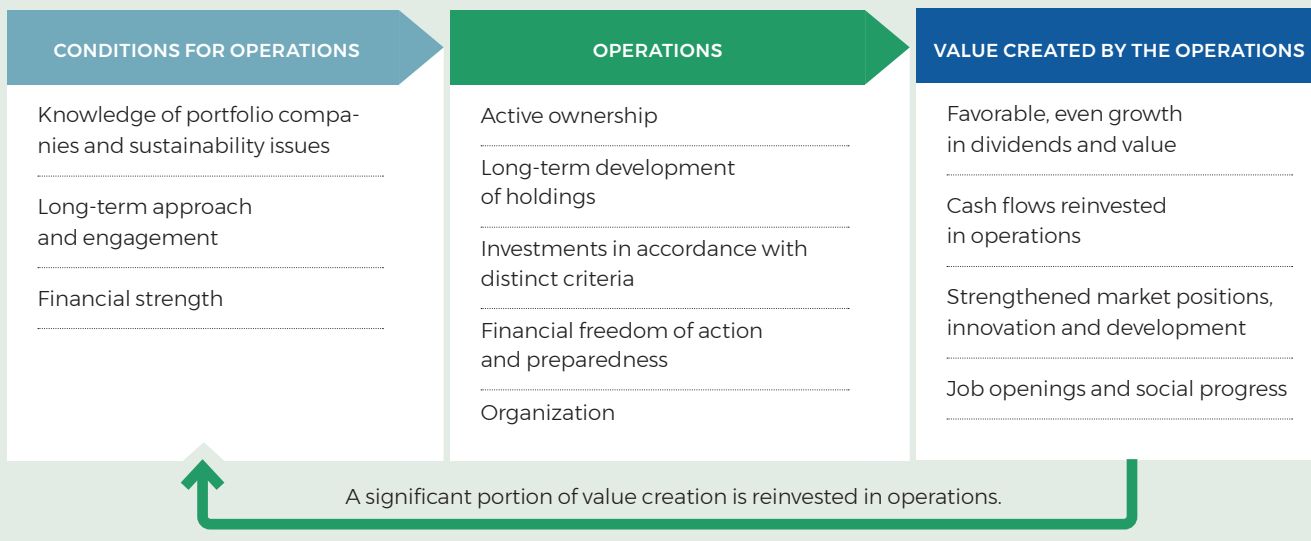 CONDITIONS FOR OPERATIONS
Knowledge of portfolio compa-
nies and sustainability issues
Long-term approach
and engagement
Financial strength
OPERATIONS
Active ownership
Long-term development
of holdings
Investments in accordance with
distinct criteria
Financial freedom of action
and preparedness
Organization
VALUE CREATED BY THE OPERATIONS
Favorable, even growth
in dividends and value
Cash flows reinvested
in operations
Strengthened market positions,
innovation and development
Job openings and social progress
A significant portion of value creation is reinvested in operations.